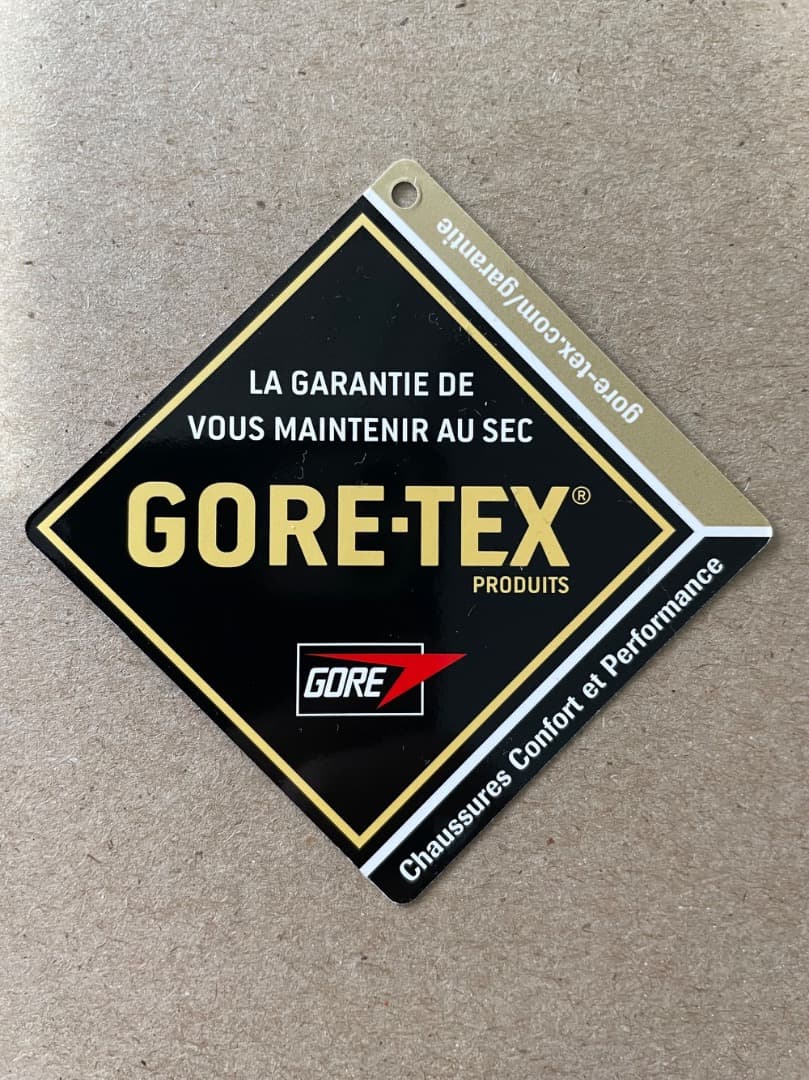 gore-tex.com/garantie
LA GARANTIE DE
VOUS MAINTENIR AU SEC
GORE-TEX®
PRODUITS
GORE
Chaussures Confort et Performance